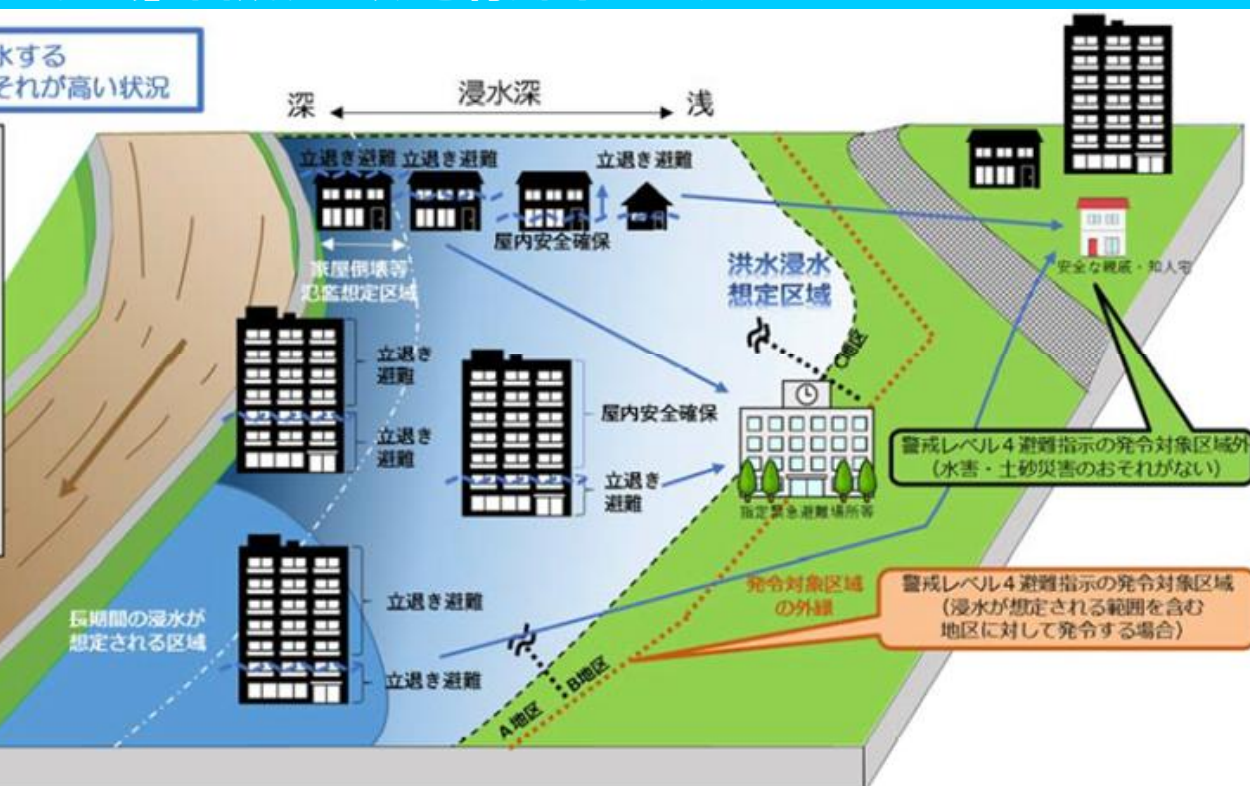 水する
それが高い状況
深
浸水深
浅
立退き避難
立退き避難
立退き避難
屋内安全確保
家屋倒壊等
氾濫想定区域
洪水浸水
想定区域
安全な親戚・知人宅
立退き
避難
立退き
避難
屋内安全確保
立退き
避難
C地区
指定緊急避難場所等
警戒レベル4避難指示の発令対象区域外
(水害・土砂災害のおそれがない)
長期間の浸水が
想定される区域
立退き避難
立退き避難
発令対象区域
の外縁
警戒レベル4避難指示の発令対象区域
(浸水が想定される範囲を含む
地区に対して発令する場合)
B地区
A地区